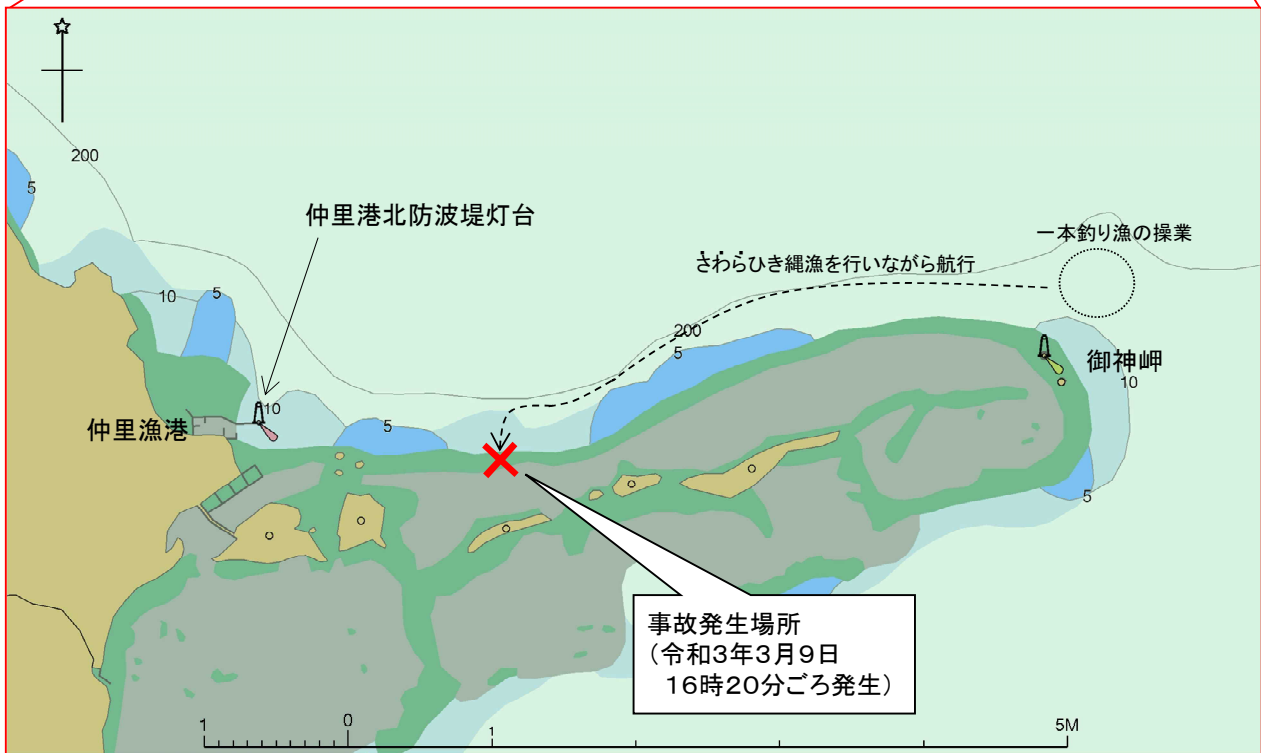 200
5
仲里港北防波堤灯台
一本釣り漁の操業
さわらひき縄漁を行いながら航行
10
5
200
5
御神岬
10
10
仲里漁港
5
5
事故発生場所
(令和3年3月9日
16時20分ごろ発生)
1
0
1
5M